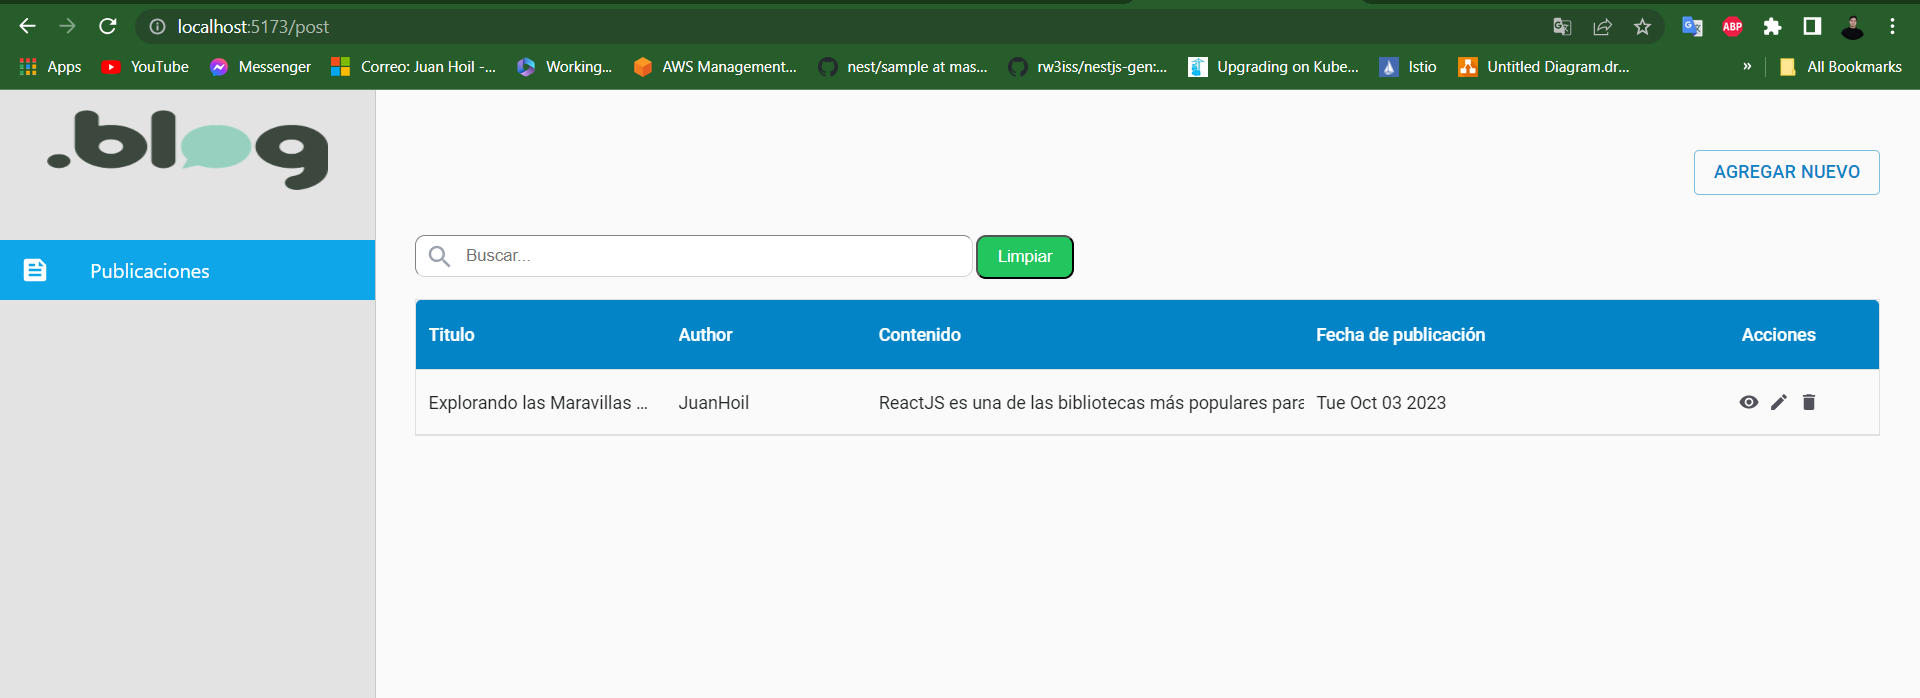 localhost:5173/post
ABP
Apps YouTube Messenger Correo: Juan Hoil -... Working... AWS Management... nest/sample at mas... rw3iss/nestjs-gen:... Upgrading on Kube... Istio Untitled Diagram.dr... » All Bookmarks
.blog
AGREGAR NUEVO
Buscar... Limpiar
Publicaciones
Titulo Author Contenido Fecha de publicación Acciones
Explorando las Maravillas ... JuanHoil ReactJS es una de las bibliotecas más populares para Tue Oct 03 2023